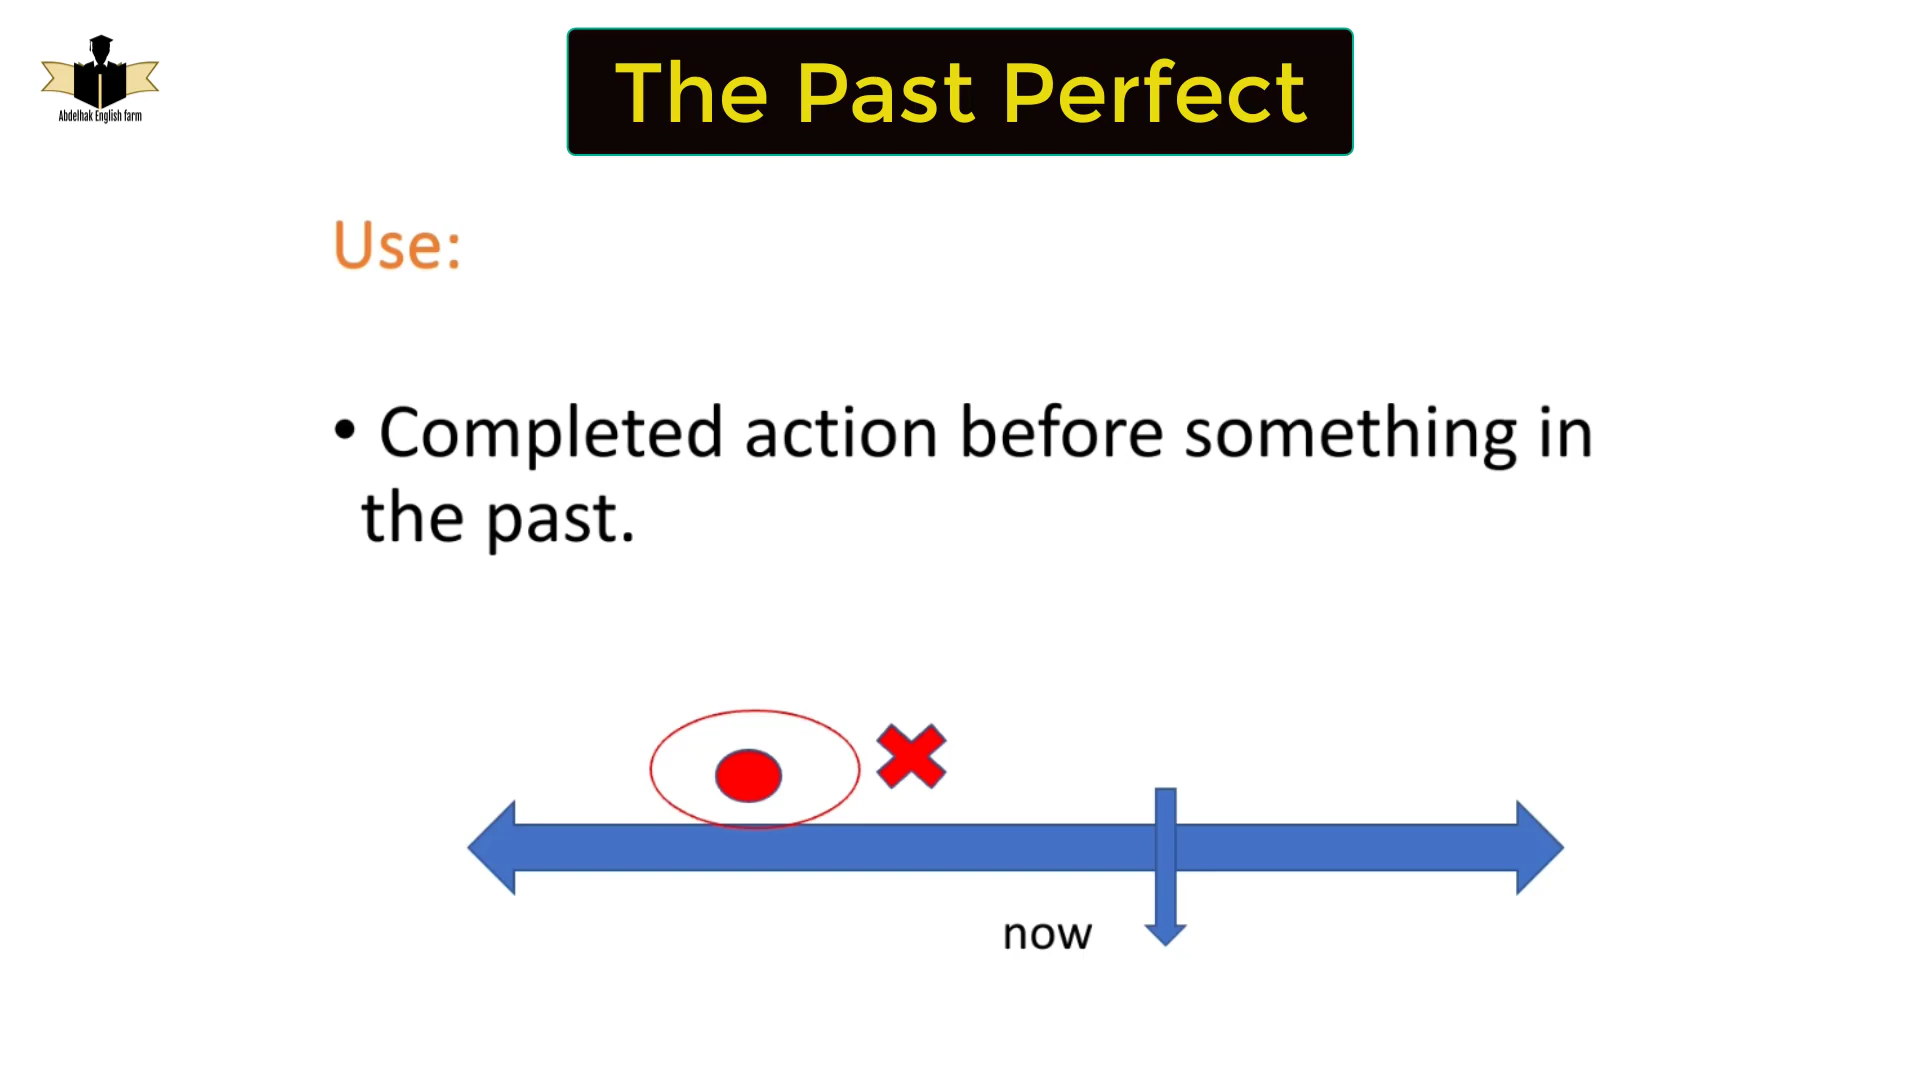 Abdelhak English farm
The Past Perfect
Use:
• Completed action before something in
the past.
now